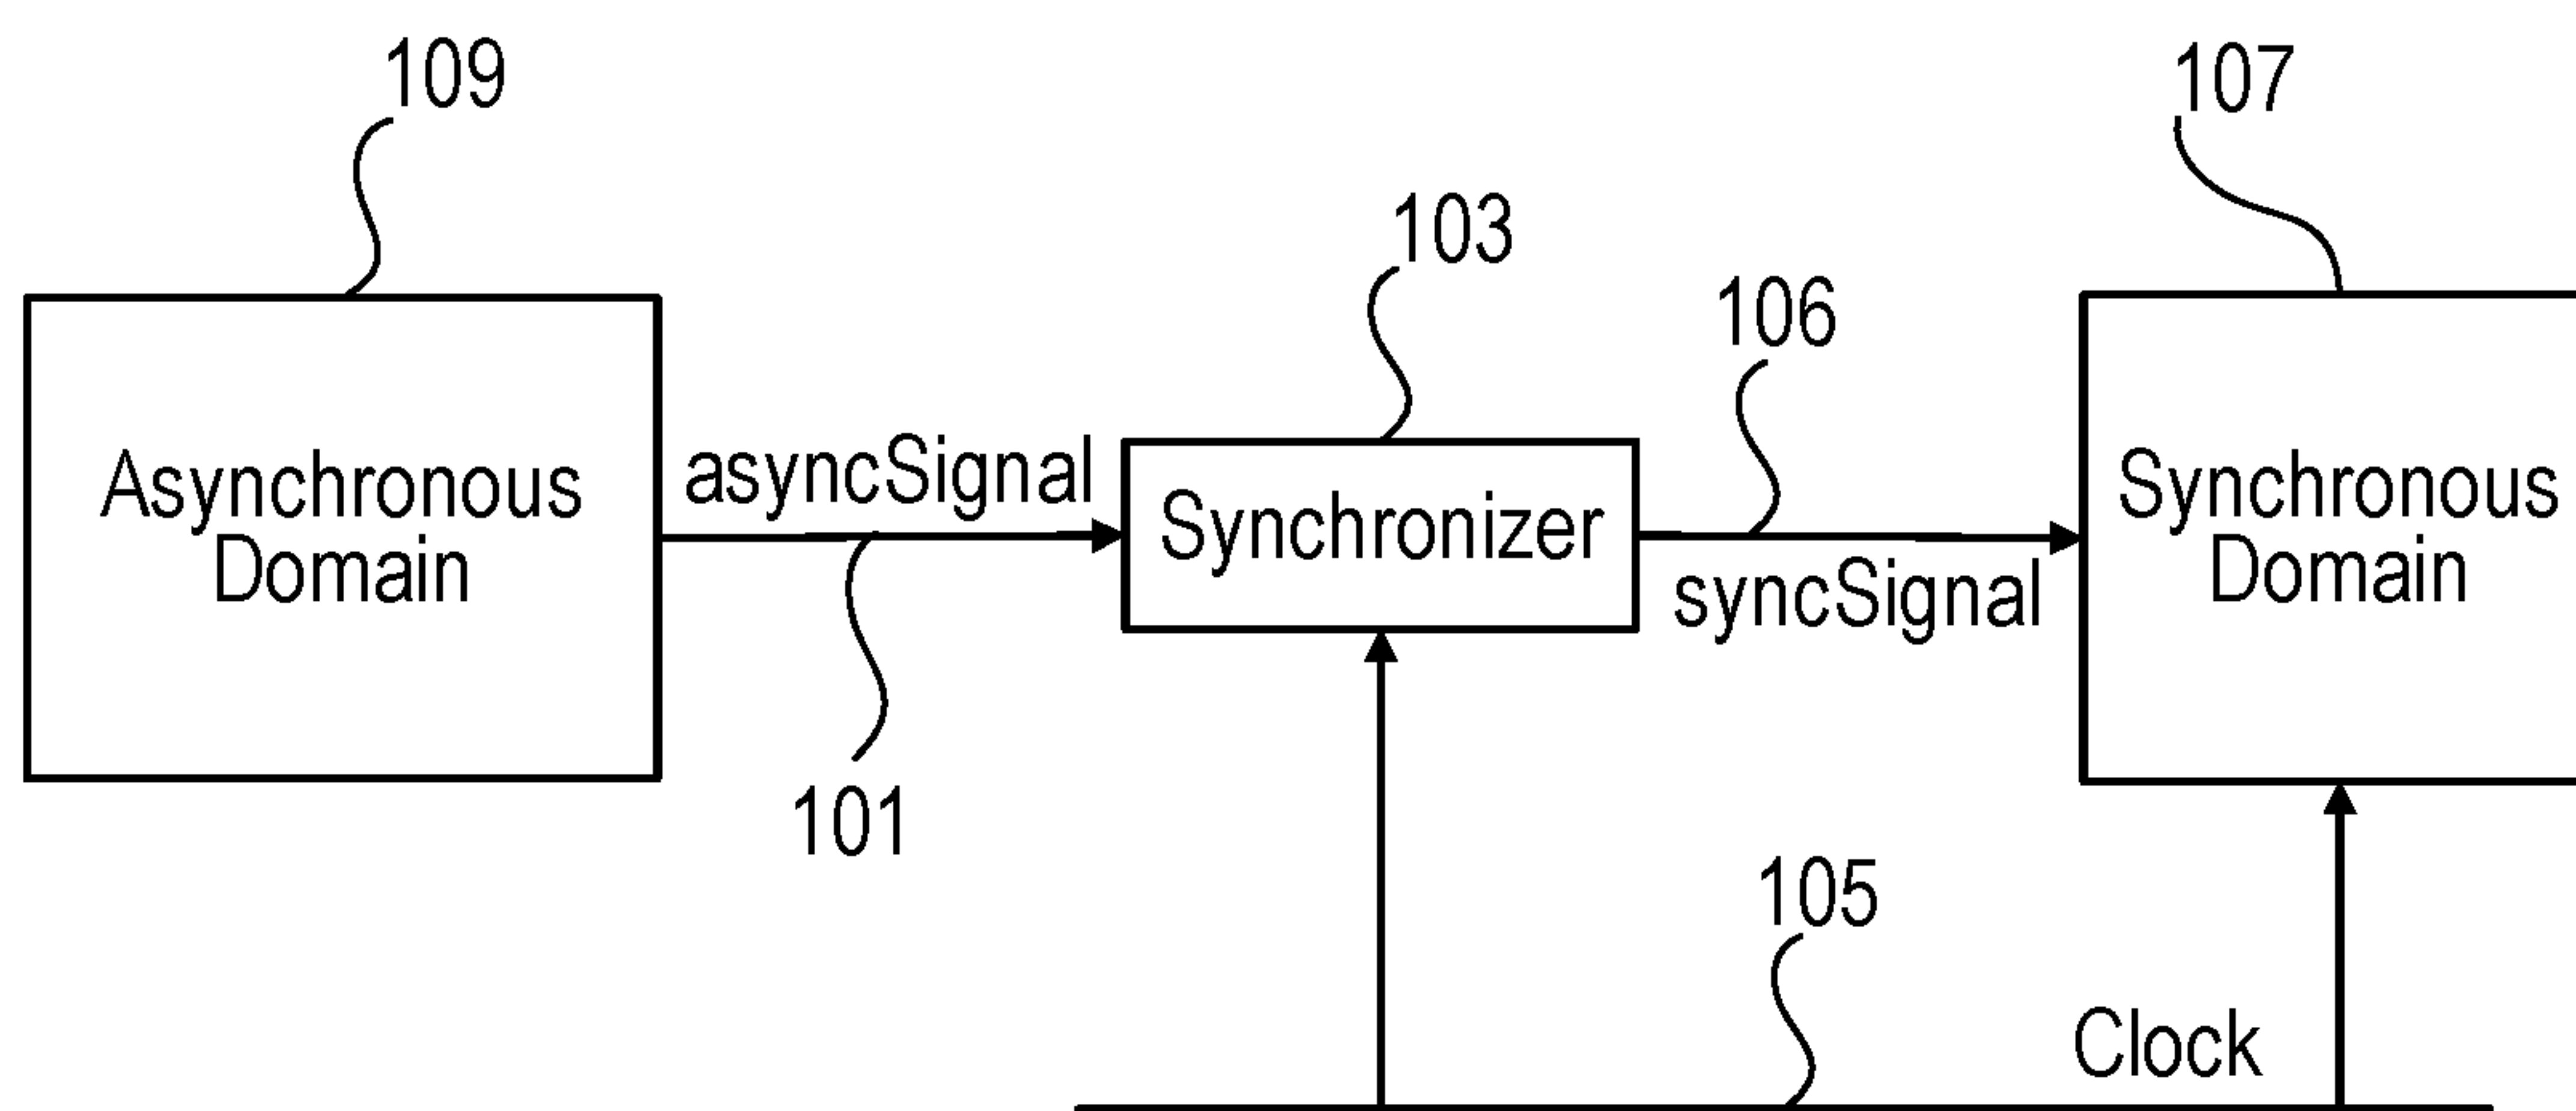 109
107
103
106
Asynchronous
Domain
asyncSignal
Synchronizer
syncSignal
Synchronous
Domain
101
105
Clock